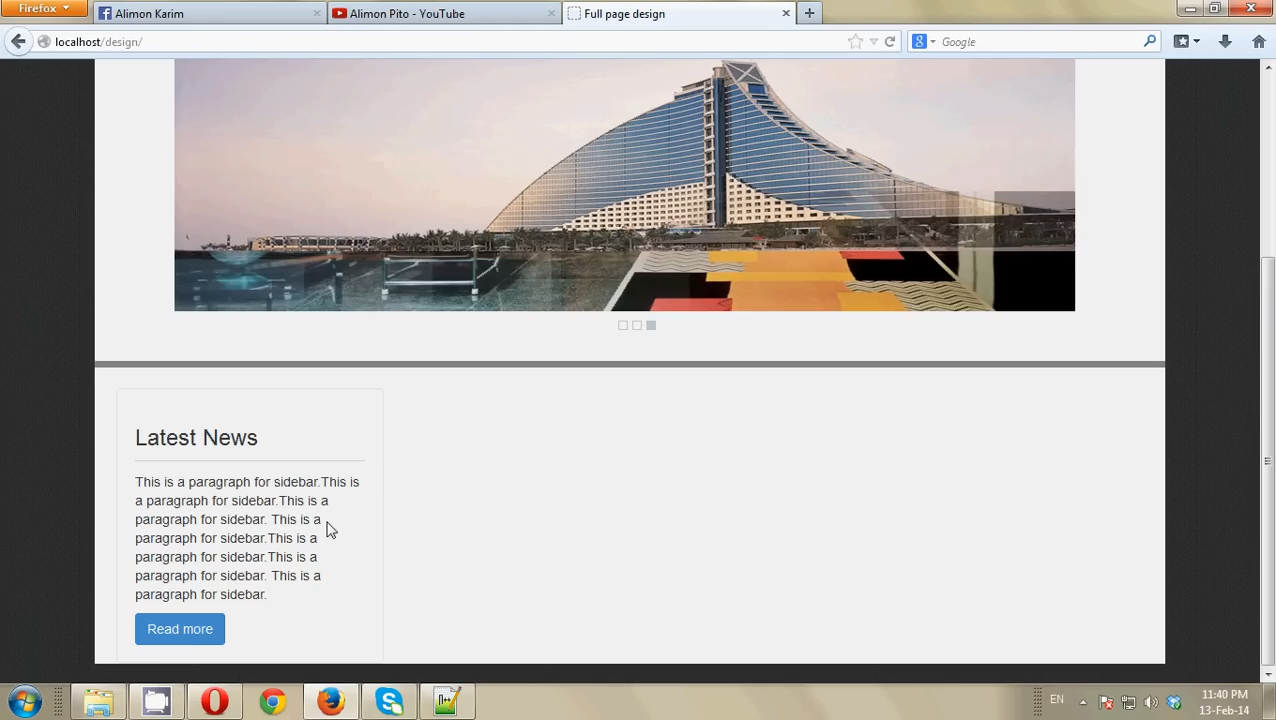 Firefox
Alimon Karim
Alimon Pito - YouTube
Full page design
localhost/design/
Google
Latest News
This is a paragraph for sidebar.This is
a paragraph for sidebar.This is a
paragraph for sidebar. This is a
paragraph for sidebar.This is a
paragraph for sidebar.This is a
paragraph for sidebar. This is a
paragraph for sidebar.
Read more
EN
11:40 PM
13-Feb-14